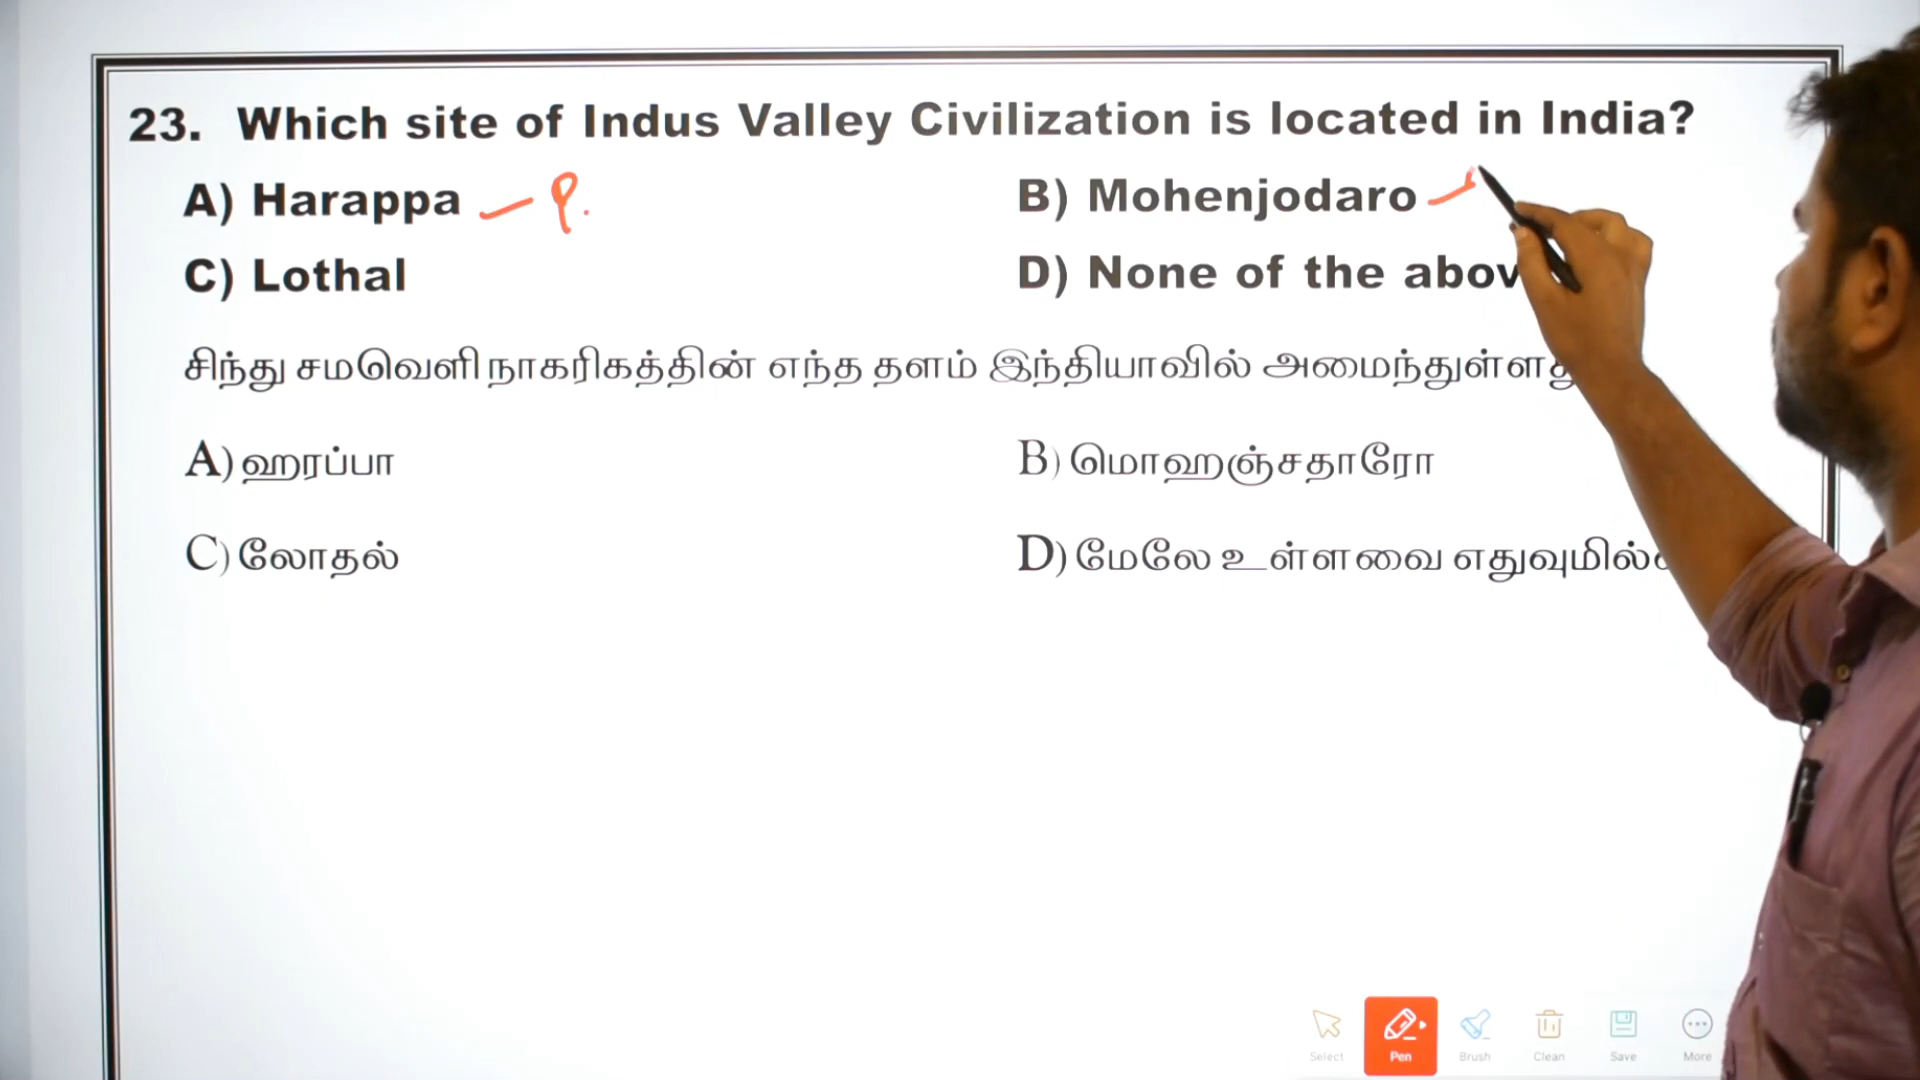 23. Which site of Indus Valley Civilization is located in India?
A) Harappa – P.
B) Mohenjodaro
C) Lothal
D) None of the abov
சிந்து சமவெளி நாகரிகத்தின் எந்த தளம் இந்தியாவில் அமைந்துள்ளது
A) ஹரப்பா
B) மொஹஞ்சதாரோ
C) லோதல்
D) மேலே உள்ளவை
Select Pen Brush Clean Save More